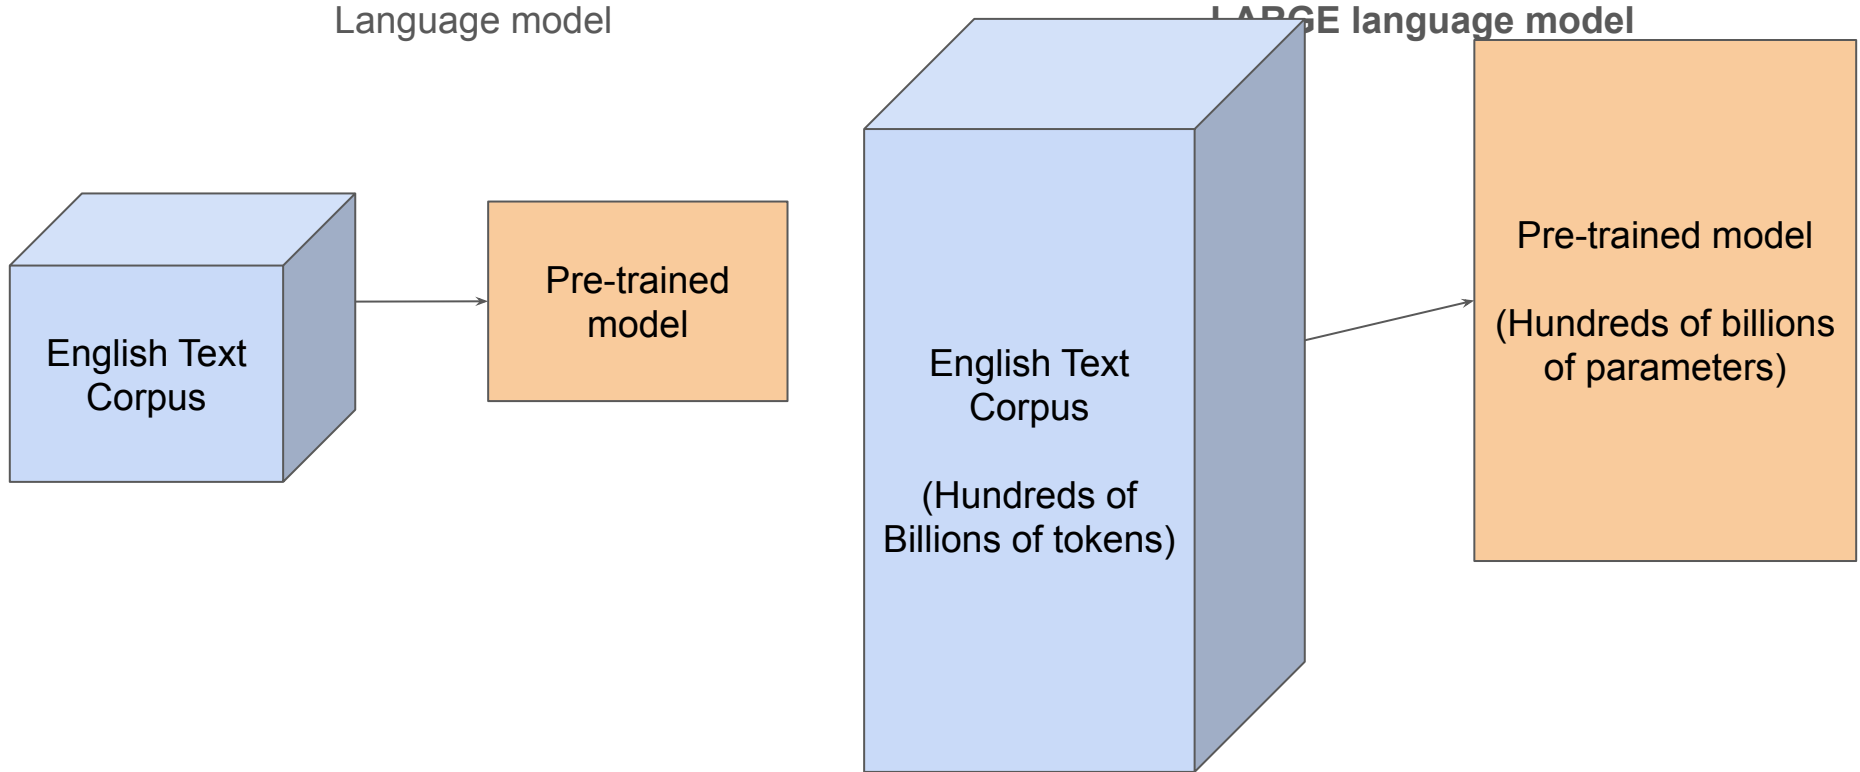 Language model
English Text
Corpus
Pre-trained
model
LARGE language model
English Text
Corpus
(Hundreds of
Billions of tokens)
Pre-trained model
(Hundreds of billions
of parameters)